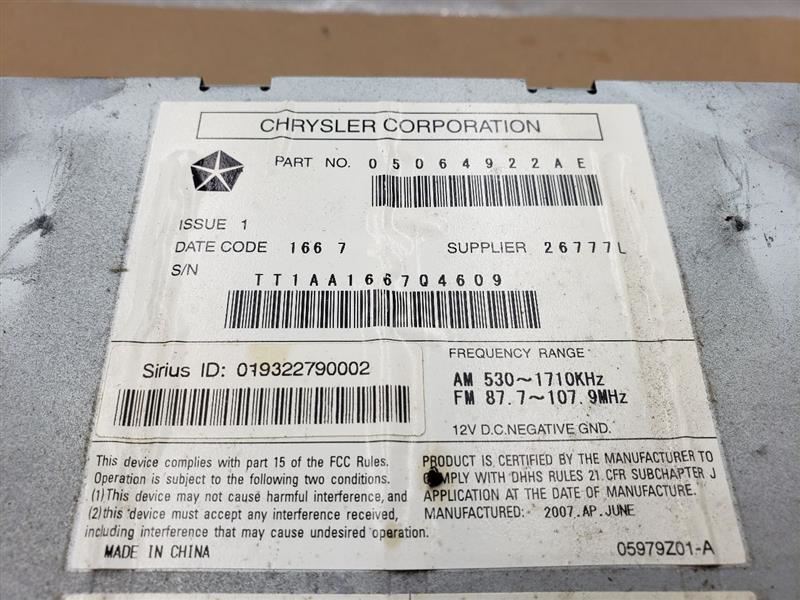 CHRYSLER CORPORATION
PART NO. 05064922AE
ISSUE 1
DATE CODE 166 7 SUPPLIER 26777L
S/N
TT1AA1667Q4609
Sirius ID: 019322790002
FREQUENCY RANGE
AM 530~1710KHz
FM 87.7~107.9MHz
12V D.C.NEGATIVE GND.
This device complies with part 15 of the FCC Rules.
Operation is subject to the following two conditions.
(1) This device may not cause harmful interference, and
(2) this device must accept any interference received,
including interference that may cause undesired operation.
MADE IN CHINA
PRODUCT IS CERTIFIED BY THE MANUFACTURER TO
COMPLY WITH DHHS RULES 21.CFR SUBCHAPTER J
APPLICATION AT THE DATE OF MANUFACTURE.
MANUFACTURED: 2007.AP.JUNE
05979Z01-A